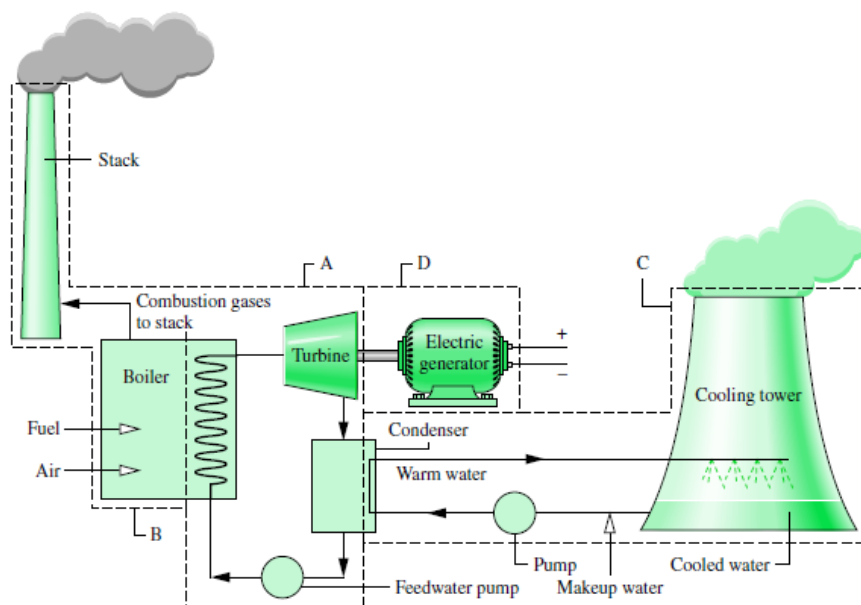 Stack
A
D
C
Combustion gases
to stack
+
Turbine
Electric
generator
−
Boiler
Cooling tower
Fuel
Condenser
Air
Warm water
B
Pump
Cooled water
Feedwater pump
Makeup water